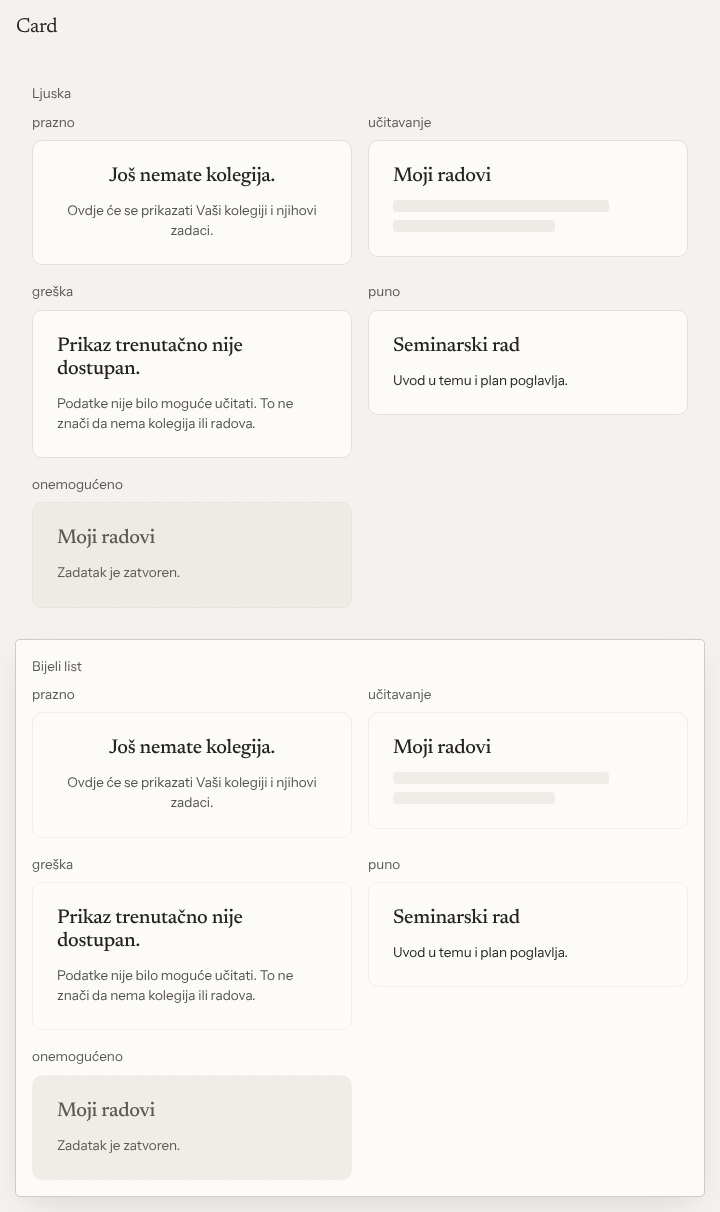 Card
Ljuska
prazno
Još nemate kolegija.
Ovdje će se prikazati Vaši kolegiji i njihovi
zadaci.
učitavanje
Moji radovi
greška
Prikaz trenutačno nije
dostupan.
Podatke nije bilo moguće učitati. To ne
znači da nema kolegija ili radova.
puno
Seminarski rad
Uvod u temu i plan poglavlja.
onemogućeno
Moji radovi
Zadatak je zatvoren.
Bijeli list
prazno
Još nemate kolegija.
Ovdje će se prikazati Vaši kolegiji i njihovi
zadaci.
učitavanje
Moji radovi
greška
Prikaz trenutačno nije
dostupan.
Podatke nije bilo moguće učitati. To ne
znači da nema kolegija ili radova.
puno
Seminarski rad
Uvod u temu i plan poglavlja.
onemogućeno
Moji radovi
Zadatak je zatvoren.